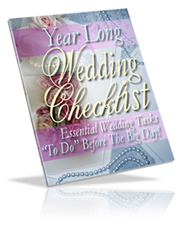 Year Long
Wedding
Checklist
Essential Wedding Tasks
"To Do" Before The Big Day!